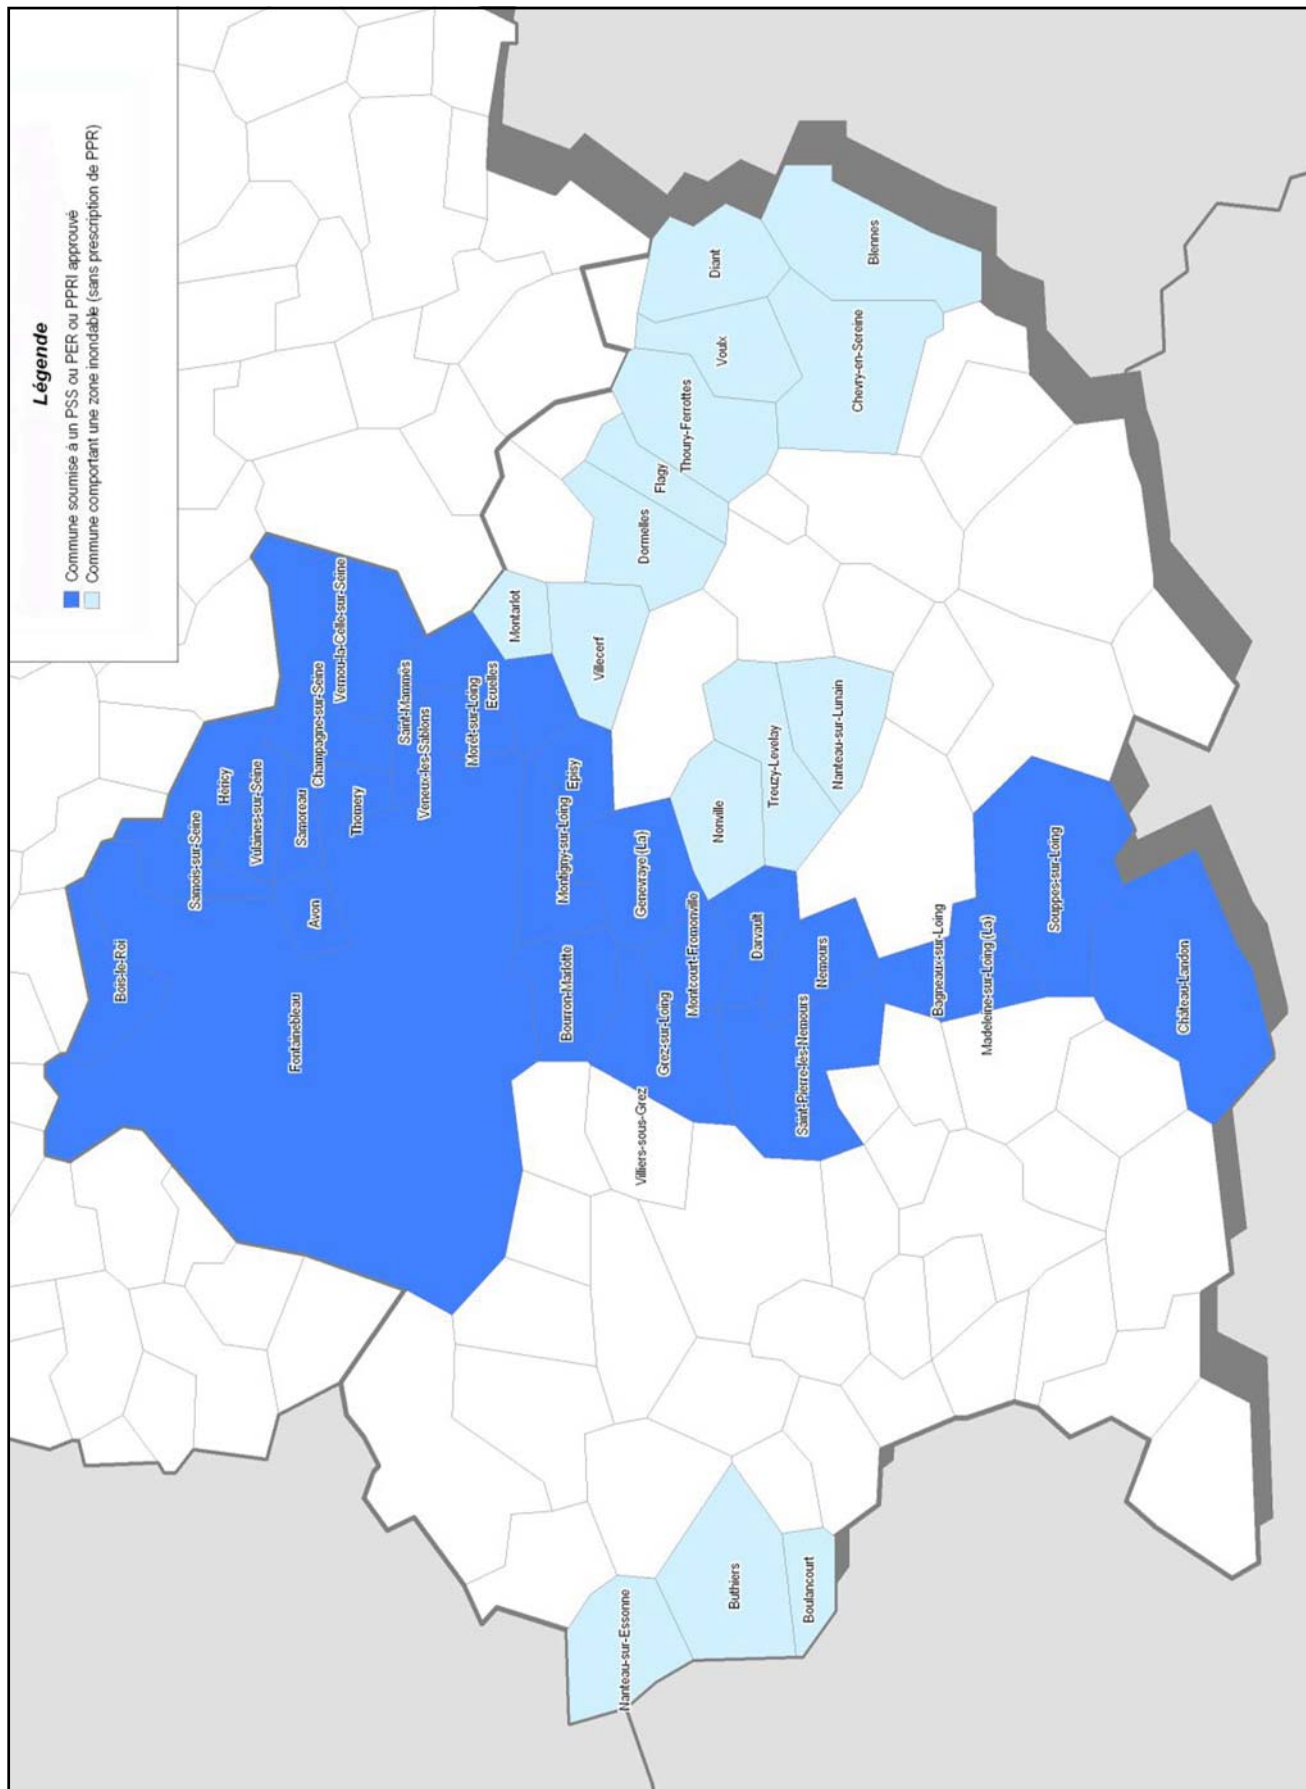 Légende
Commune soumise à un PSS ou PER ou PPRI approuvé
Commune comportant une zone inondable (sans prescription de PPR)
Bois-le-Roi
Samois-sur-Seine
Héricy
Vulaines-sur-Seine
Fontainebleau
Samoreau
Avon
Champagne-sur-Seine
Vernou-la-Celle-sur-Seine
Thomery
Saint-Mammès
Veneux-les-Sablons
Moret-sur-Loing
Ecuelles
Montarlot
Montigny-sur-Loing
Bourron-Marlotte
Episy
Villecerf
Nanteau-sur-Essonne
Villiers-sous-Grez
Genevraye (La)
Dormelles
Flagy
Grez-sur-Loing
Thoury-Ferrottes
Montcourt-Fromonville
Diant
Nonville
Voulx
Buthiers
Darvault
Treuzy-Levelay
Saint-Pierre-lès-Nemours
Boulancourt
Nemours
Nanteau-sur-Lunain
Chevry-en-Sereine
Blennes
Bagneaux-sur-Loing
Madeleine-sur-Loing (La)
Souppes-sur-Loing
Château-Landon